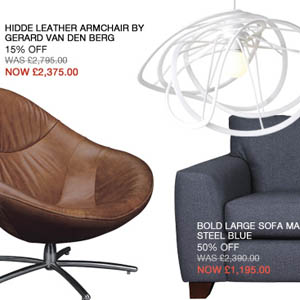 HIDDE LEATHER ARMCHAIR BY
GERARD VAN DEN BERG
15% OFF
WAS £2,795.00
NOW £2,375.00
BOLD LARGE SOFA MA
STEEL BLUE
50% OFF
WAS £2,390.00
NOW £1,195.00